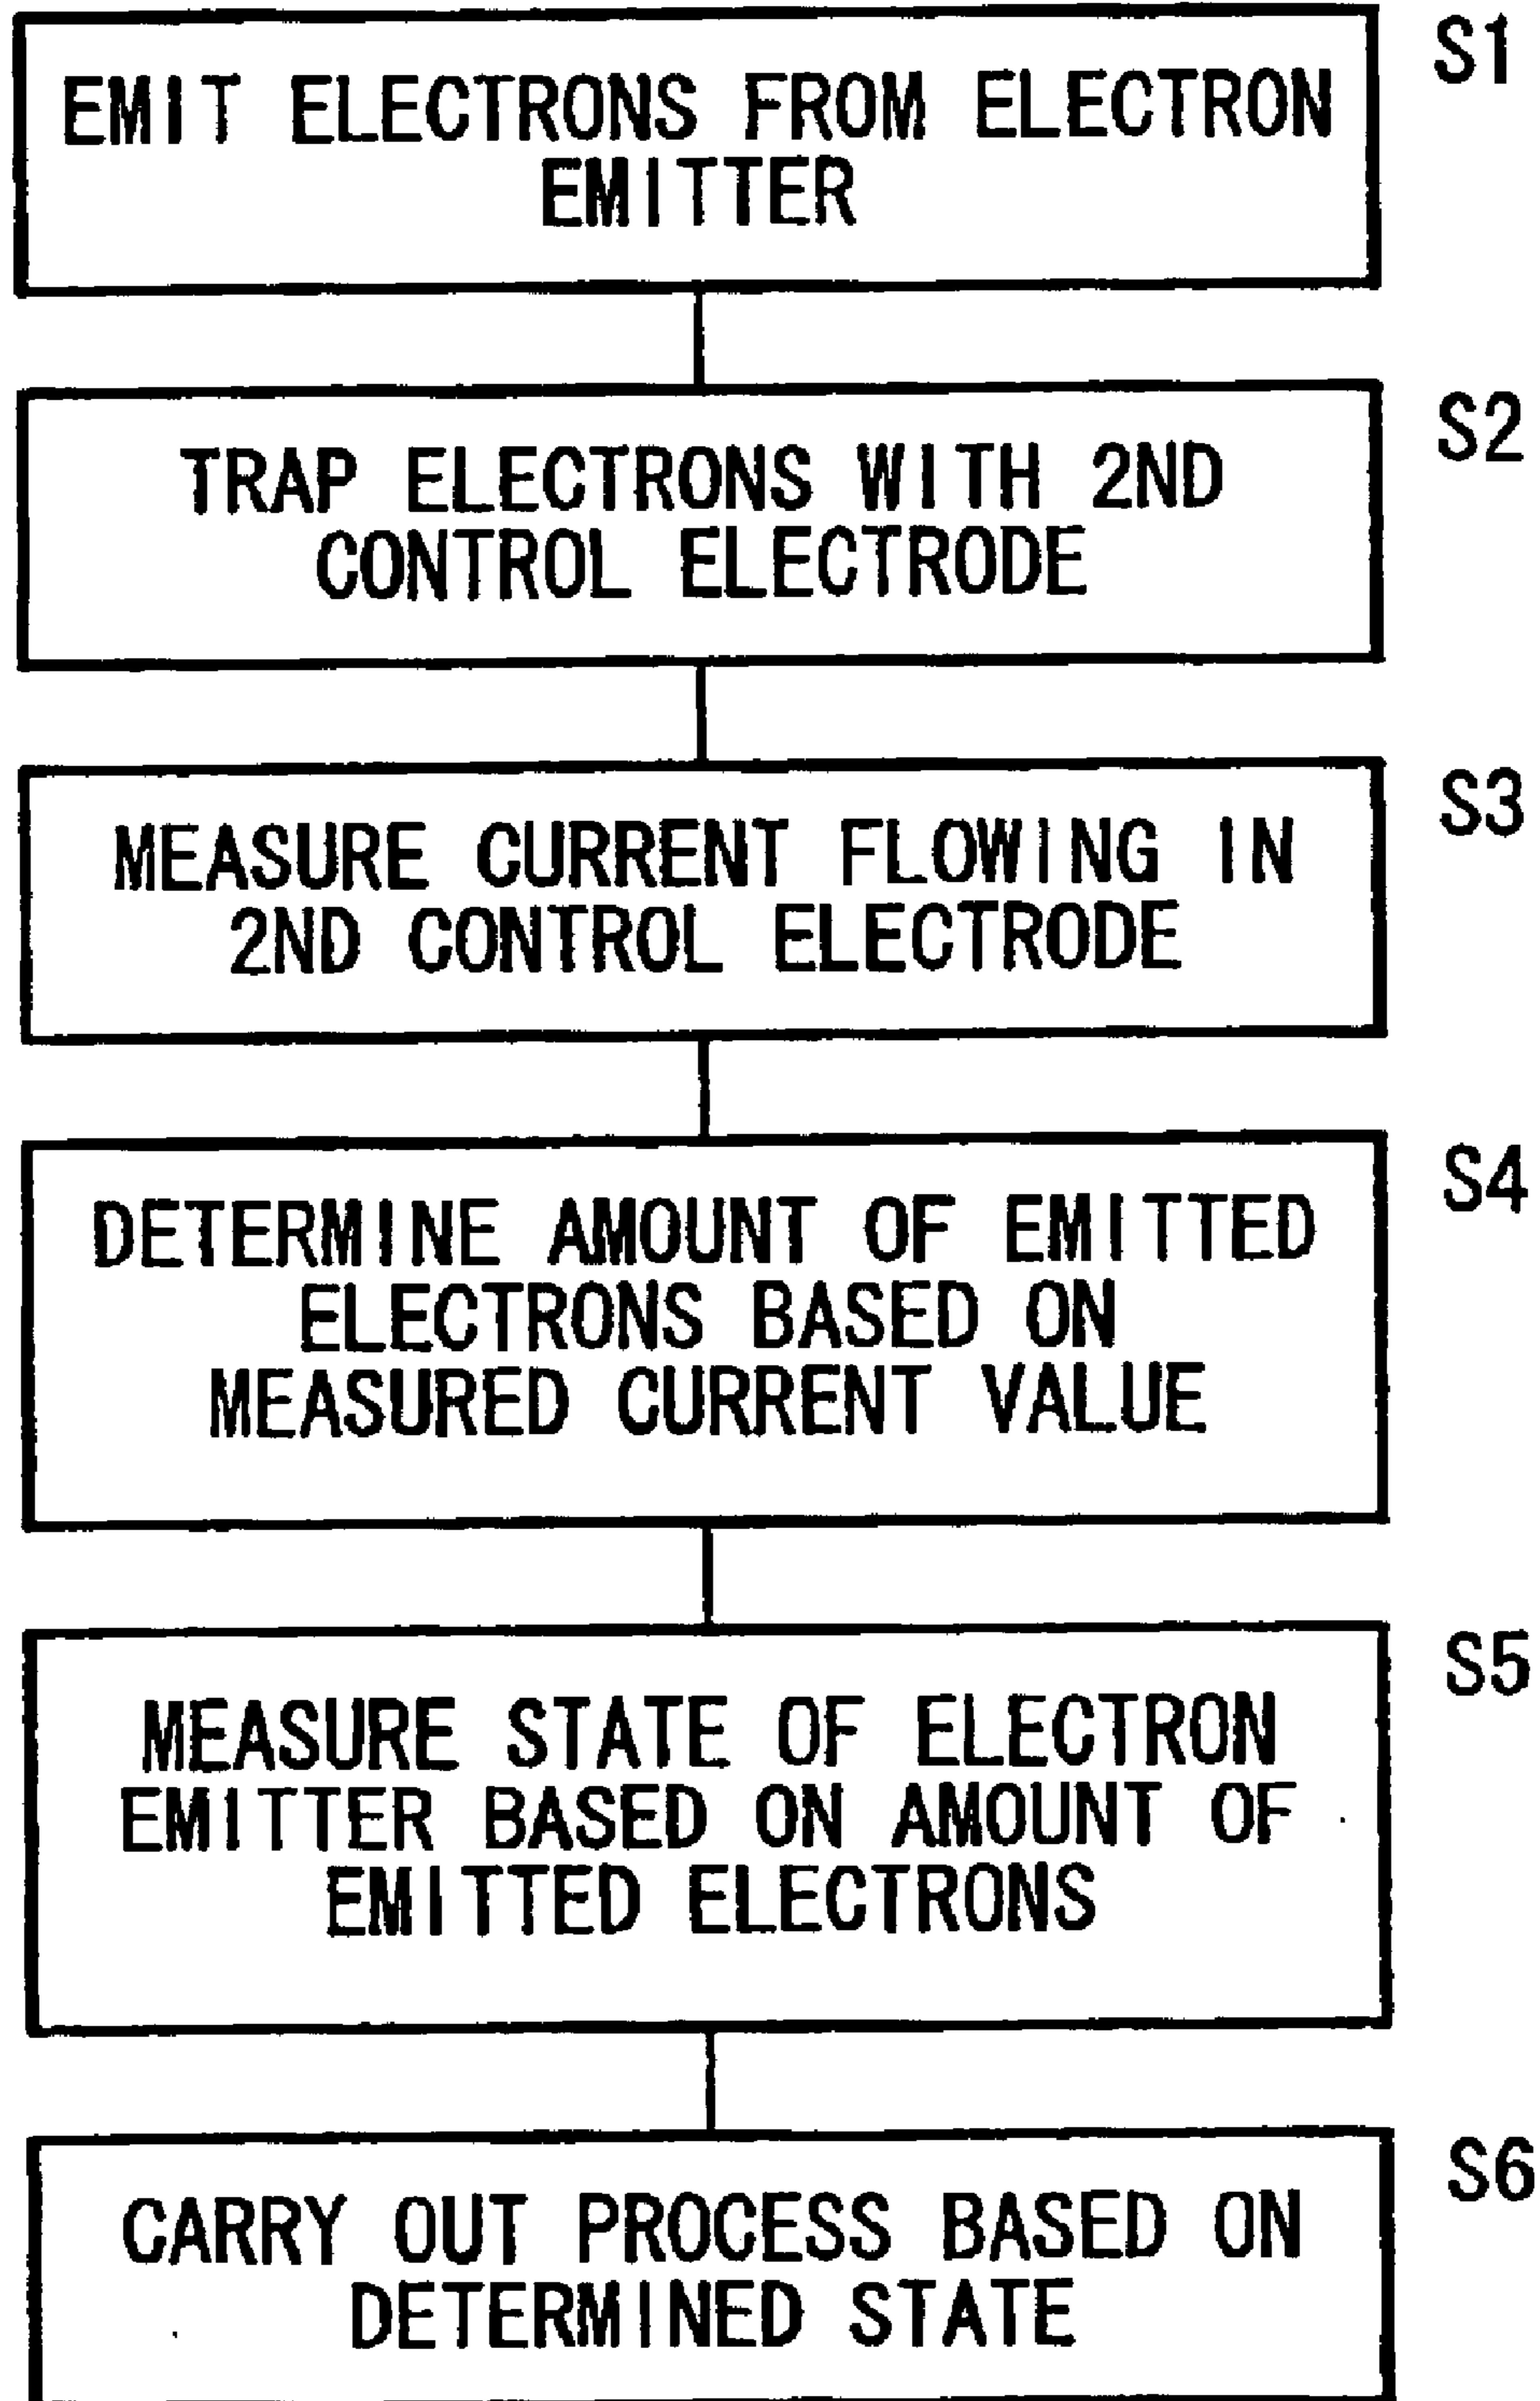 S1
EMIT ELECTRONS FROM ELECTRON
EMITTER
S2
TRAP ELECTRONS WITH 2ND
CONTROL ELECTRODE
S3
MEASURE CURRENT FLOWING IN
2ND CONTROL ELECTRODE
S4
DETERMINE AMOUNT OF EMITTED
ELECTRONS BASED ON
MEASURED CURRENT VALUE
S5
MEASURE STATE OF ELECTRON
EMITTER BASED ON AMOUNT OF
EMITTED ELECTRONS
S6
CARRY OUT PROCESS BASED ON
DETERMINED STATE